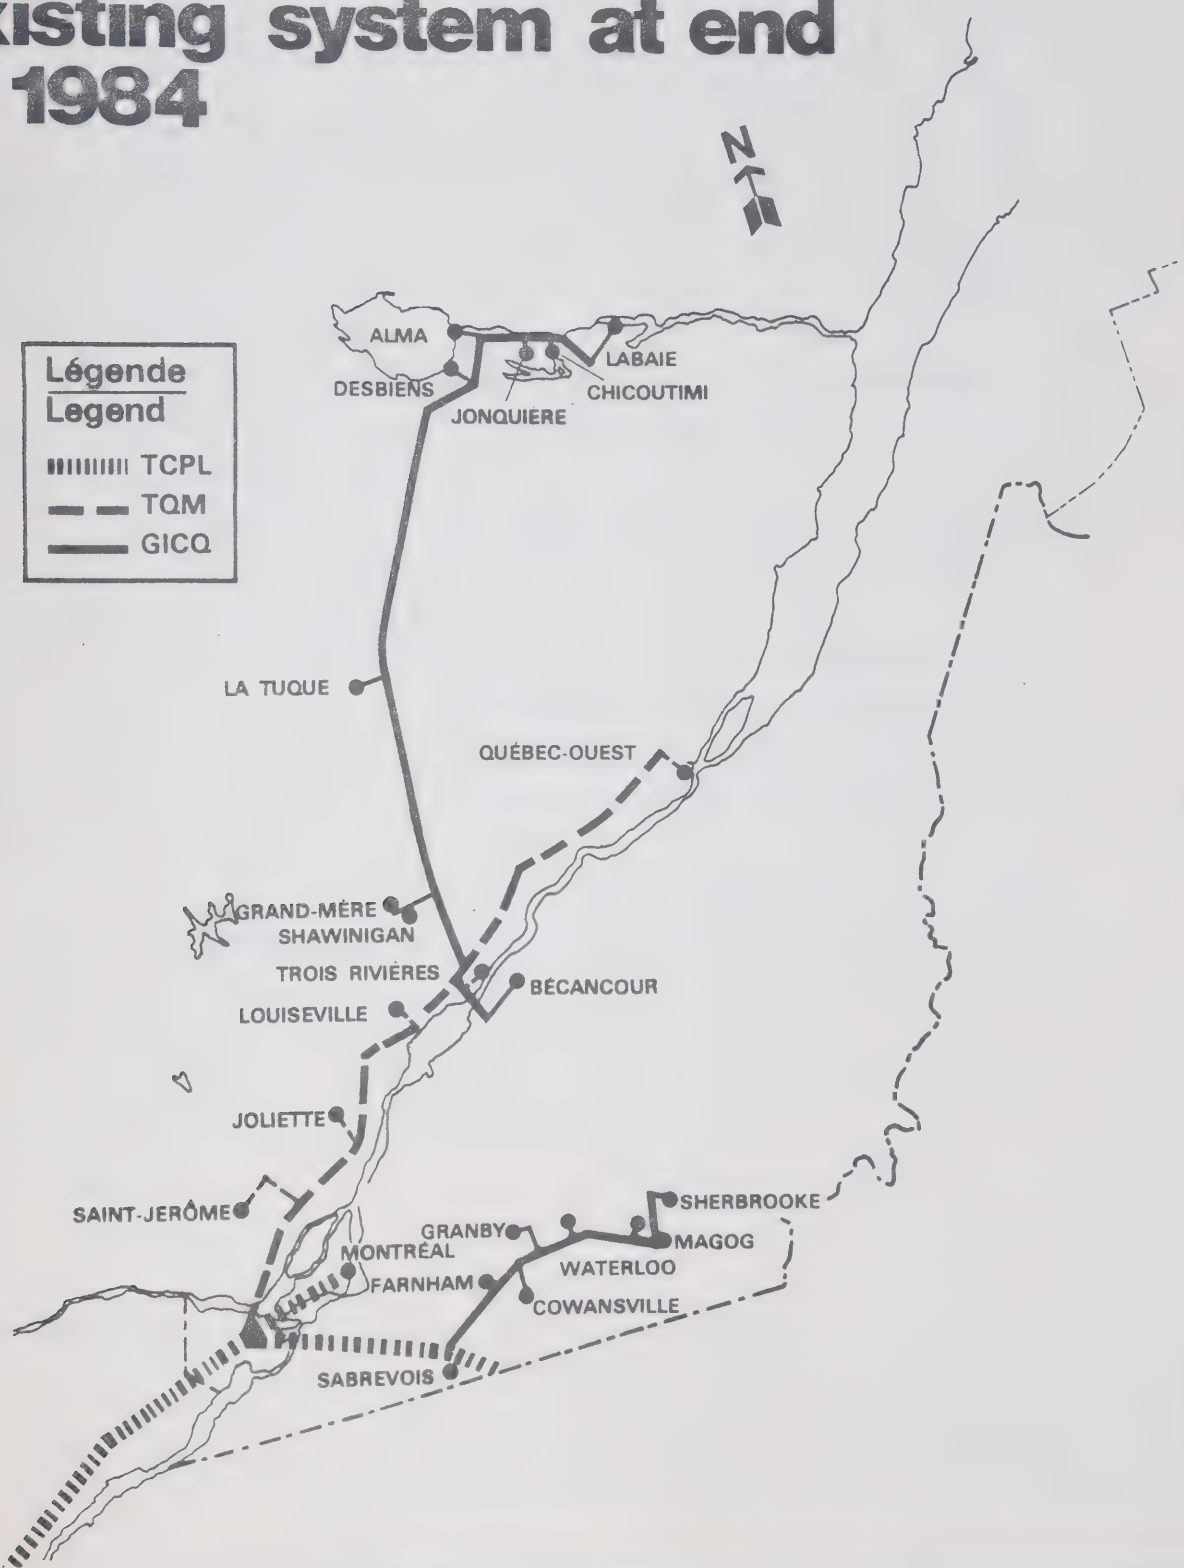 xisting system at end
1984
N
Légende
Legend
TCPL
TQM
GICQ
ALMA
DESBIENS
JONQUIÈRE
LABAIE
CHICOUTIMI
LA TUQUE
QUÉBEC-OUEST
GRAND-MÈRE
SHAWINIGAN
TROIS RIVIÈRES
BÉCANCOUR
LOUISEVILLE
JOLIETTE
SAINT-JERÔME
MONTRÉAL
GRANBY
SHERBROOKE
MAGOG
WATERLOO
FARNHAM
COWANSVILLE
SABREVOIS